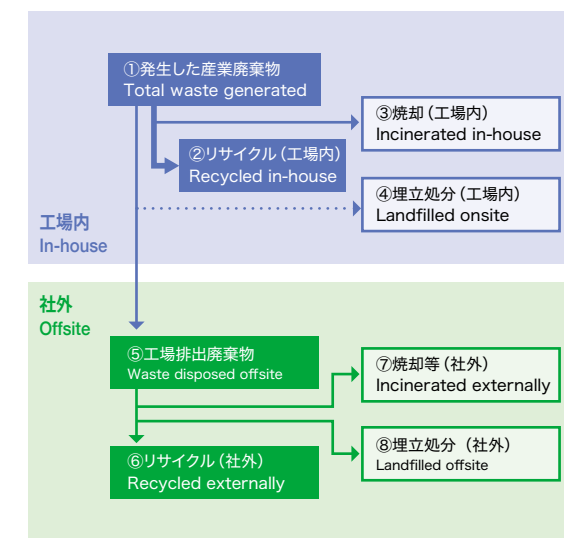 ①発生した産業廃棄物
Total waste generated
③焼却（工場内）
Incinerated in-house
②リサイクル（工場内）
Recycled in-house
④埋立処分（工場内）
Landfilled onsite
工場内
In-house
社外
Offsite
⑤工場排出廃棄物
Waste disposed offsite
⑦焼却等（社外）
Incinerated externally
⑥リサイクル（社外）
Recycled externally
⑧埋立処分（社外）
Landfilled offsite